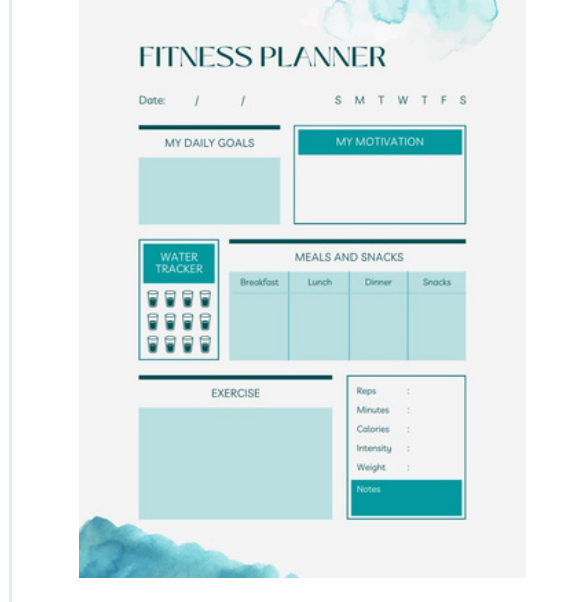 FITNESS PLANNER
Date: / /
S M T W T F S
MY DAILY GOALS
MY MOTIVATION
WATER
TRACKER
MEALS AND SNACKS
Breakfast Lunch Dinner Snacks
EXERCISE
Reps :
Minutes :
Calories :
Intensity :
Weight :
Notes